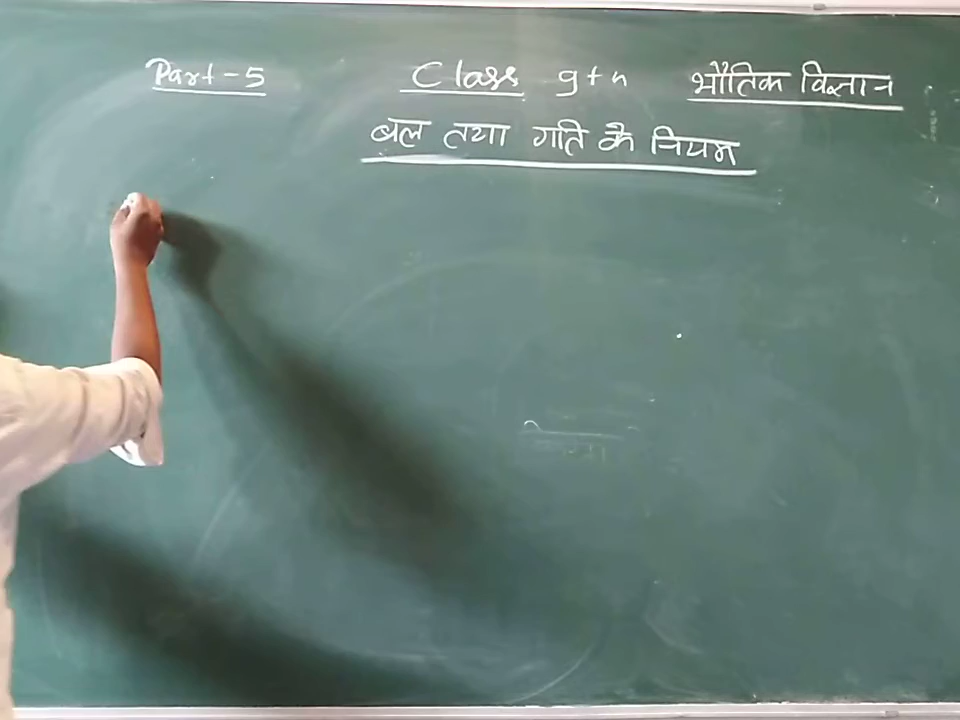 Part-5 Class 9th भौतिक विज्ञान
बल तथा गति के नियम